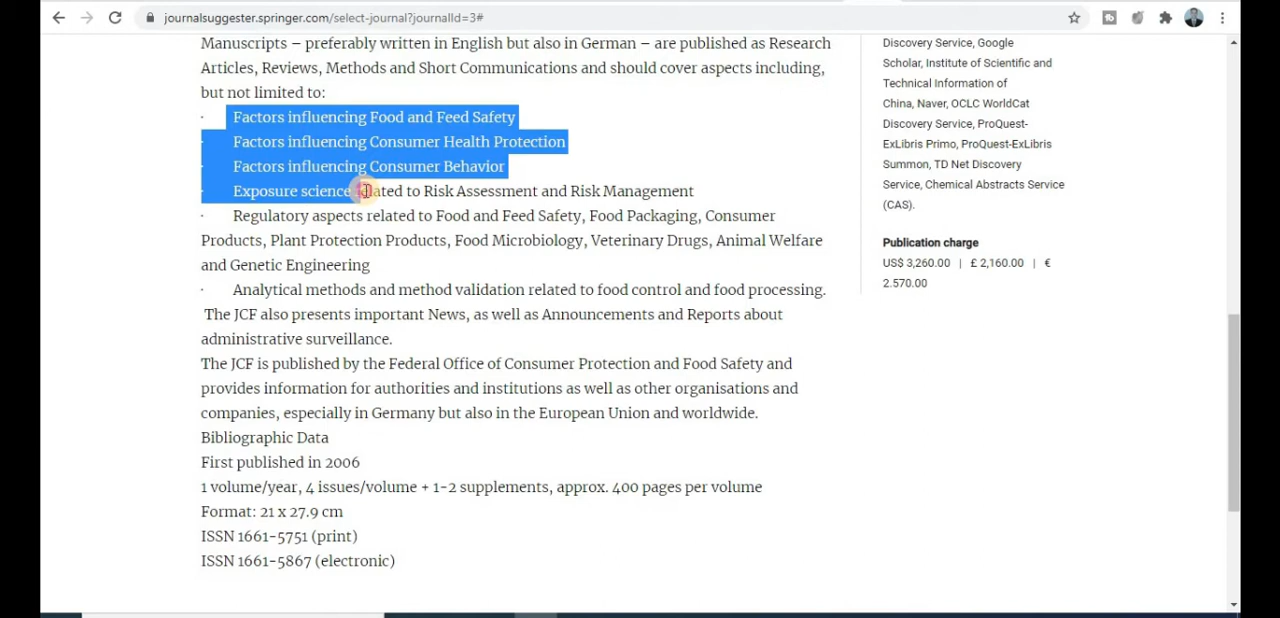 journalsuggester.springer.com/select-journal?journalId=3#
Manuscripts – preferably written in English but also in German – are published as Research
Articles, Reviews, Methods and Short Communications and should cover aspects including,
but not limited to:
· Factors influencing Food and Feed Safety
· Factors influencing Consumer Health Protection
· Factors influencing Consumer Behavior
· Exposure science related to Risk Assessment and Risk Management
· Regulatory aspects related to Food and Feed Safety, Food Packaging, Consumer
Products, Plant Protection Products, Food Microbiology, Veterinary Drugs, Animal Welfare
and Genetic Engineering
· Analytical methods and method validation related to food control and food processing.
The JCF also presents important News, as well as Announcements and Reports about
administrative surveillance.
The JCF is published by the Federal Office of Consumer Protection and Food Safety and
provides information for authorities and institutions as well as other organisations and
companies, especially in Germany but also in the European Union and worldwide.
Bibliographic Data
First published in 2006
1 volume/year, 4 issues/volume + 1-2 supplements, approx. 400 pages per volume
Format: 21 x 27.9 cm
ISSN 1661-5751 (print)
ISSN 1661-5867 (electronic)
Discovery Service, Google
Scholar, Institute of Scientific and
Technical Information of
China, Naver, OCLC WorldCat
Discovery Service, ProQuest-
ExLibris Primo, ProQuest-ExLibris
Summon, TD Net Discovery
Service, Chemical Abstracts Service
(CAS).
Publication charge
US$ 3,260.00 | £ 2,160.00 | €
2.570.00